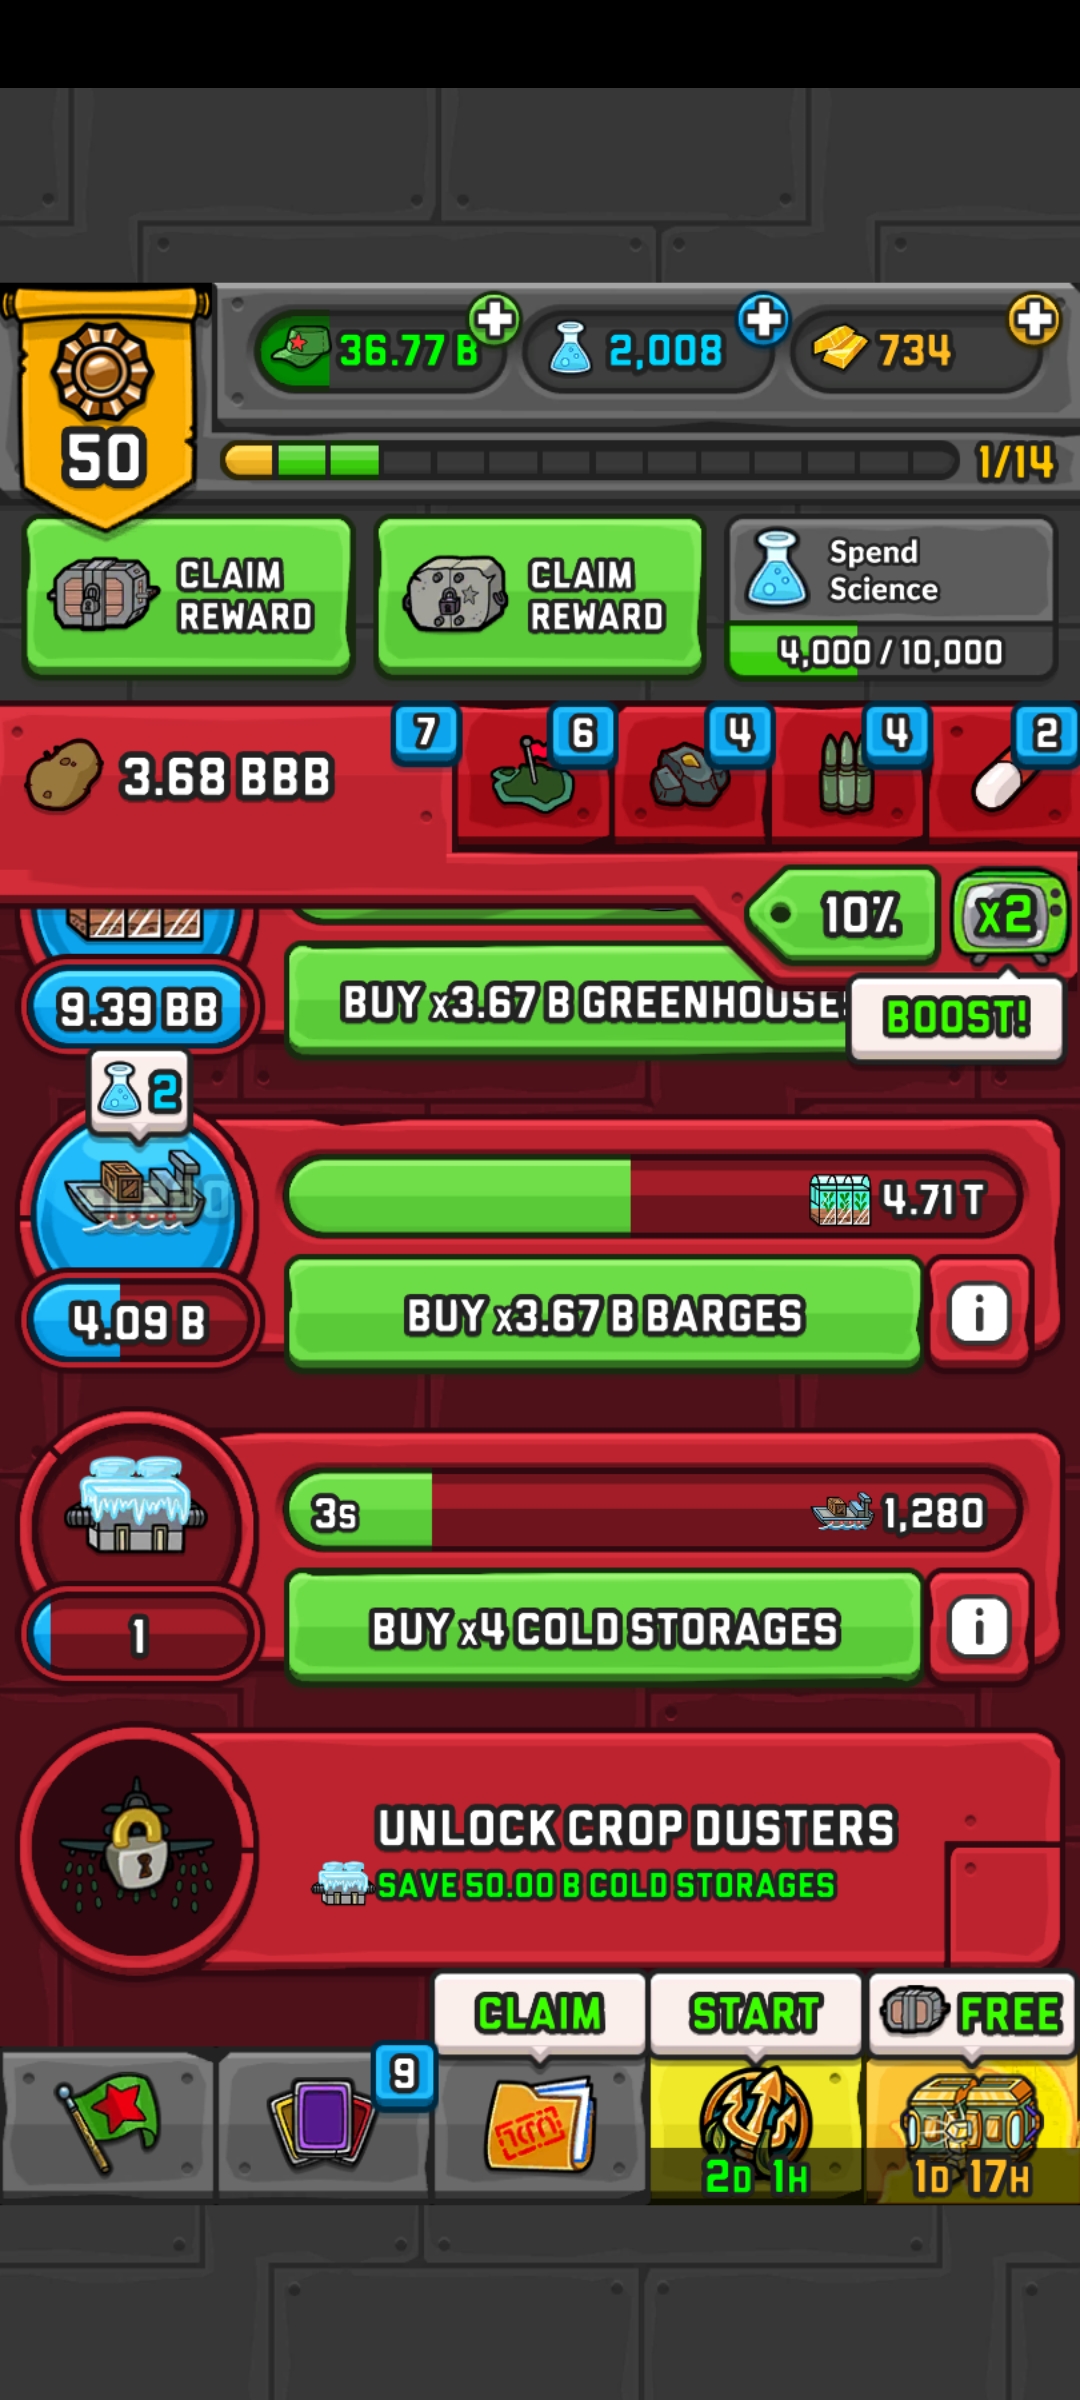 36.77 B
2,008
734
50
1/14
CLAIM
REWARD
CLAIM
REWARD
Spend
Science
4,000 / 10,000
3.68 BBB
7
6
4
4
2
10%
x2
BOOST!
9.39 BB
BUY x3.67 B GREENHOUSE
2
4.71 T
4.09 B
BUY x3.67 B BARGES
i
3s
1,280
1
BUY x4 COLD STORAGES
i
UNLOCK CROP DUSTERS
SAVE 50.00 B COLD STORAGES
CLAIM
START
FREE
9
2D 1H
1D 17H